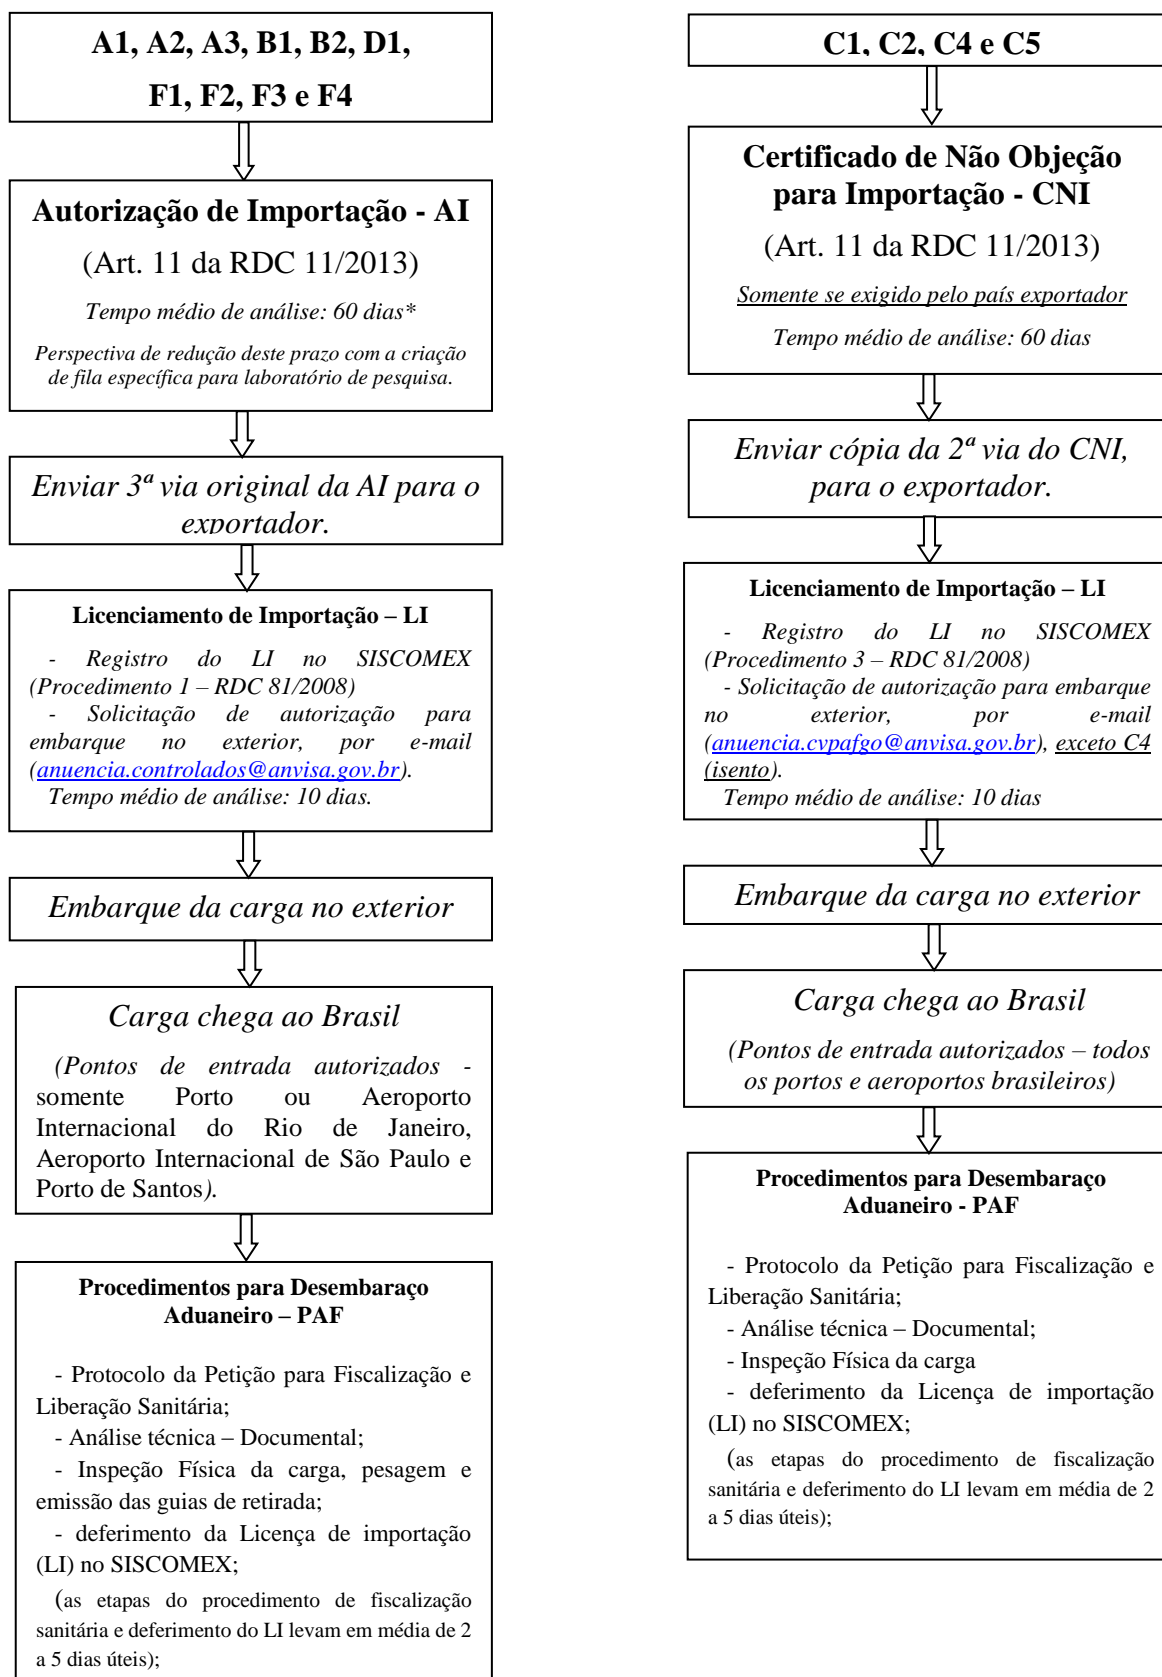 A1, A2, A3, B1, B2, D1,
F1, F2, F3 e F4
Autorização de Importação - AI
(Art. 11 da RDC 11/2013)
Tempo médio de análise: 60 dias*
Perspectiva de redução deste prazo com a criação
de fila específica para laboratório de pesquisa.
Enviar 3ª via original da AI para o
exportador.
Licenciamento de Importação – LI
- Registro do LI no SISCOMEX
(Procedimento 1 – RDC 81/2008)
- Solicitação de autorização para
embarque no exterior, por e-mail
(anuencia.controlados@anvisa.gov.br).
Tempo médio de análise: 10 dias.
Embarque da carga no exterior
Carga chega ao Brasil
(Pontos de entrada autorizados -
somente Porto ou Aeroporto
Internacional do Rio de Janeiro,
Aeroporto Internacional de São Paulo e
Porto de Santos).
Procedimentos para Desembaraço
Aduaneiro – PAF
- Protocolo da Petição para Fiscalização e
Liberação Sanitária;
- Análise técnica – Documental;
- Inspeção Física da carga, pesagem e
emissão das guias de retirada;
- deferimento da Licença de importação
(LI) no SISCOMEX;
(as etapas do procedimento de fiscalização
sanitária e deferimento do LI levam em média de 2
a 5 dias úteis);
C1, C2, C4 e C5
Certificado de Não Objeção
para Importação - CNI
(Art. 11 da RDC 11/2013)
Somente se exigido pelo país exportador
Tempo médio de análise: 60 dias
Enviar cópia da 2ª via do CNI,
para o exportador.
Licenciamento de Importação – LI
- Registro do LI no SISCOMEX
(Procedimento 3 – RDC 81/2008)
- Solicitação de autorização para embarque
no exterior, por e-mail
(anuencia.cvpafgo@anvisa.gov.br), exceto C4
(isento).
Tempo médio de análise: 10 dias
Embarque da carga no exterior
Carga chega ao Brasil
(Pontos de entrada autorizados – todos
os portos e aeroportos brasileiros)
Procedimentos para Desembaraço
Aduaneiro - PAF
- Protocolo da Petição para Fiscalização e
Liberação Sanitária;
- Análise técnica – Documental;
- Inspeção Física da carga
- deferimento da Licença de importação
(LI) no SISCOMEX;
(as etapas do procedimento de fiscalização
sanitária e deferimento do LI levam em média de 2
a 5 dias úteis);